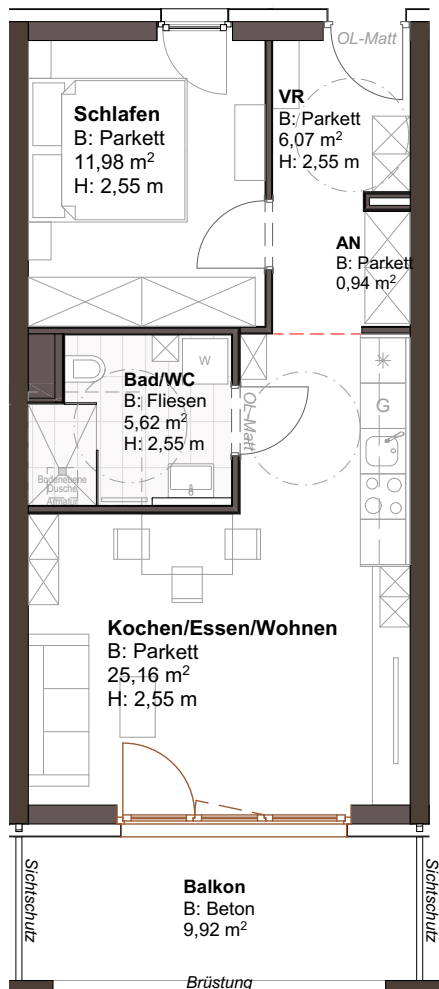 OL-Matt
Schlafen
B: Parkett
11,98 m²
H: 2,55 m
VR
B: Parkett
6,07 m²
H: 2,55 m
AN
B: Parkett
0,94 m²
Bad/WC
B: Fliesen
5,62 m²
H: 2,55 m
W
OL-Matt
G
Bodenebene
Dusche
Armatur
Kochen/Essen/Wohnen
B: Parkett
25,16 m²
H: 2,55 m
Sichtschutz
Balkon
B: Beton
9,92 m²
Sichtschutz
Brüstung